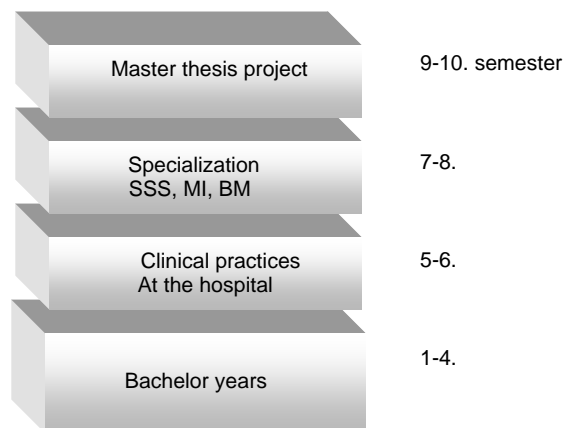 Master thesis project
9-10. semester
Specialization
SSS, MI, BM
7-8.
Clinical practices
At the hospital
5-6.
Bachelor years
1-4.